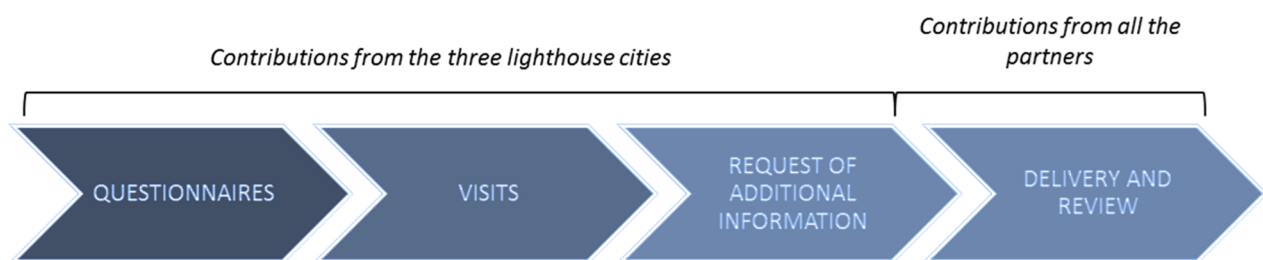 Contributions from the three lighthouse cities
Contributions from all the
partners
QUESTIONNAIRES
VISITS
REQUEST OF
ADDITIONAL
INFORMATION
DELIVERY AND
REVIEW